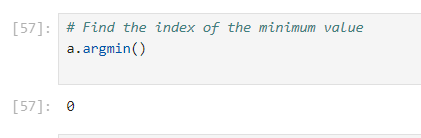 [57]: # Find the index of the minimum value
a.argmin()
[57]: 0